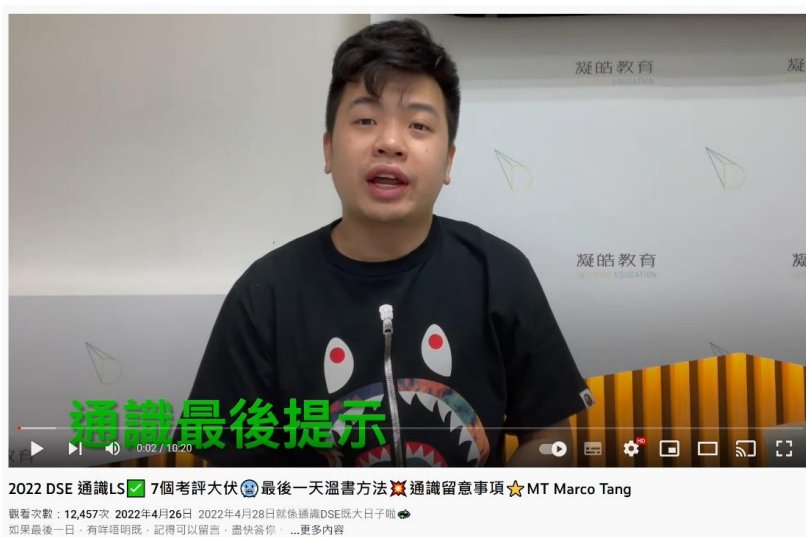 凝皓教育
凝
EDUCATION
凝皓教育
凝
EDUCATION
通識最後提示
0:02 / 10:20
HD
2022 DSE 通識LS✅ 7個考評大伏🥶最後一天溫書方法💥通識留意事項⭐MT Marco Tang
觀看次數：12,457次 2022年4月26日 2022年4月28日就係通識DSE既大日子啦🎓
如果最後一日，有咩唔明既，記得可以留言，盡快答你~ ...更多內容